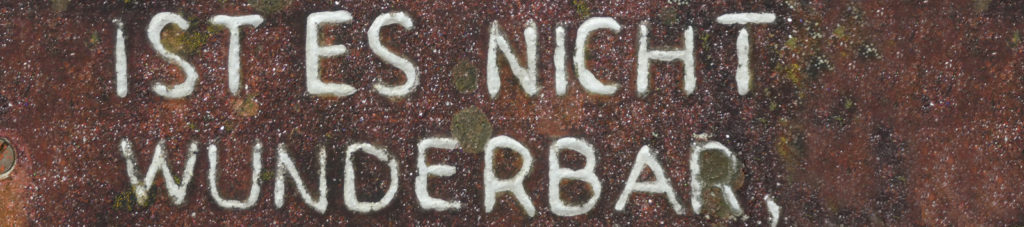 IST ES NICHT
WUNDERBAR,